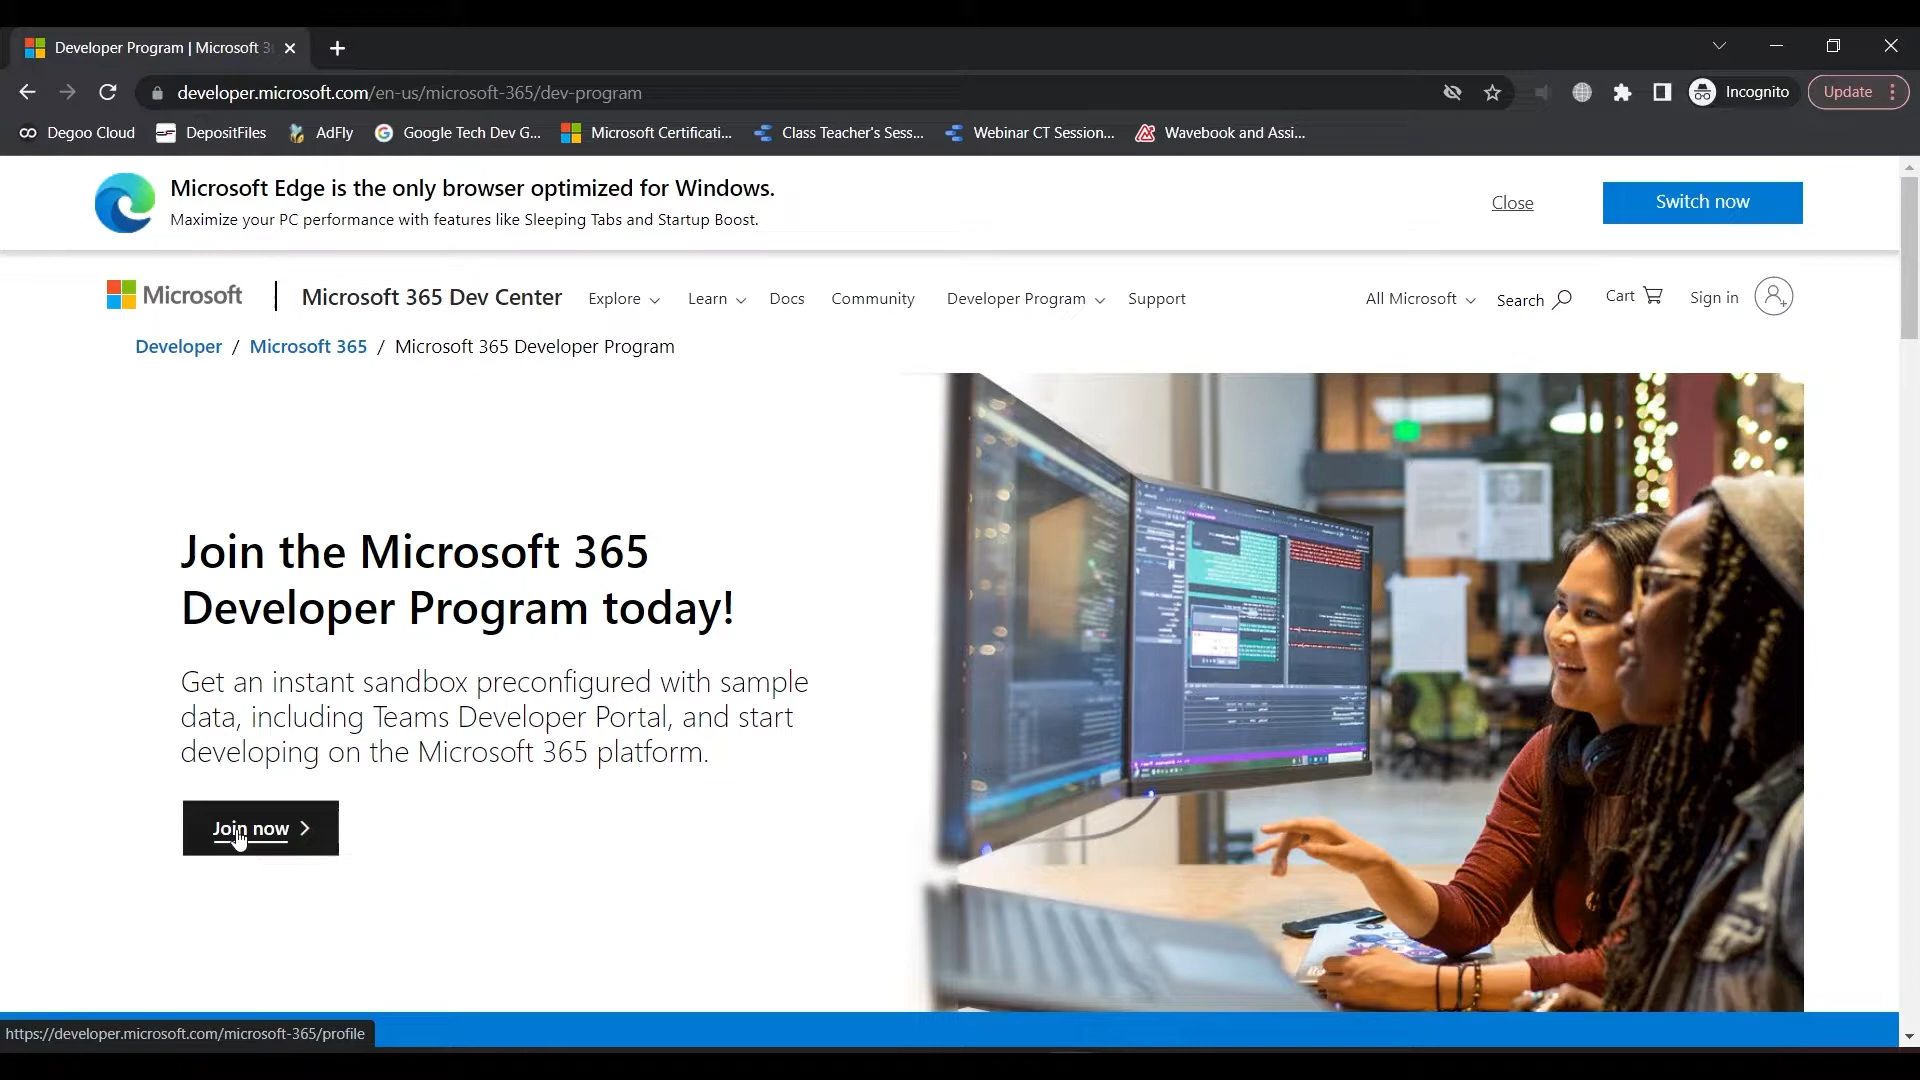 Developer Program | Microsoft 3
developer.microsoft.com/en-us/microsoft-365/dev-program
Incognito
Update
Degoo Cloud
DepositFiles
AdFly
Google Tech Dev G...
Microsoft Certificati...
Class Teacher's Sess...
Webinar CT Session...
Wavebook and Assi...
Microsoft Edge is the only browser optimized for Windows.
Maximize your PC performance with features like Sleeping Tabs and Startup Boost.
Close
Switch now
Microsoft
Microsoft 365 Dev Center
Explore
Learn
Docs
Community
Developer Program
Support
All Microsoft
Search
Cart
Sign in
Developer / Microsoft 365 / Microsoft 365 Developer Program
Join the Microsoft 365
Developer Program today!
Get an instant sandbox preconfigured with sample
data, including Teams Developer Portal, and start
developing on the Microsoft 365 platform.
Join now
https://developer.microsoft.com/microsoft-365/profile